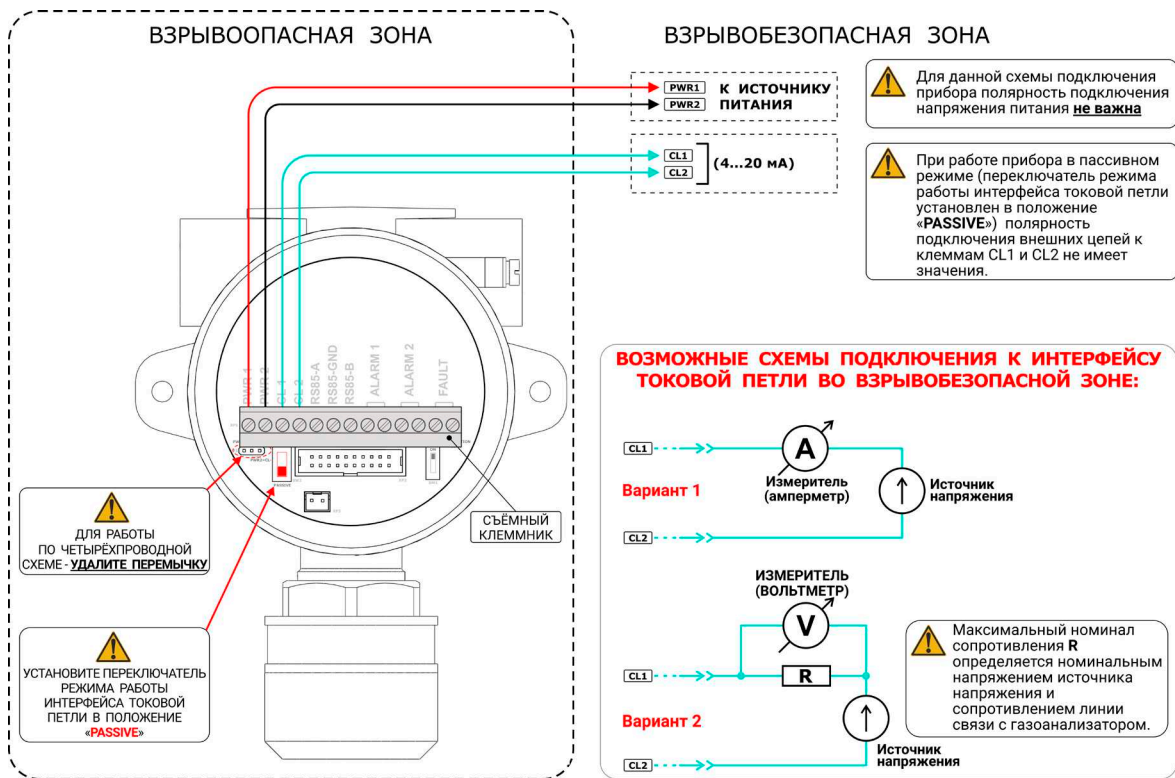 ВЗРЫВООПАСНАЯ ЗОНА
ВЗРЫВОБЕЗОПАСНАЯ ЗОНА
PWR1
PWR2
К ИСТОЧНИКУ
ПИТАНИЯ
CL1
CL2
(4...20 мА)
Для данной схемы подключения
прибора полярность подключения
напряжения питания не важна
При работе прибора в пассивном
режиме (переключатель режима
работы интерфейса токовой петли
установлен в положение
«PASSIVE») полярность
подключения внешних цепей к
клеммам CL1 и CL2 не имеет
значения.
PWR 1
PWR 2
CL 1
CL 2
RS85-A
RS85-GND
RS85-B
ALARM 1
ALARM 2
FAULT
PASSIVE
ON
СЪЁМНЫЙ
КЛЕММНИК
ДЛЯ РАБОТЫ
ПО ЧЕТЫРЁХПРОВОДНОЙ
СХЕМЕ - УДАЛИТЕ ПЕРЕМЫЧКУ
УСТАНОВИТЕ ПЕРЕКЛЮЧАТЕЛЬ
РЕЖИМА РАБОТЫ
ИНТЕРФЕЙСА ТОКОВОЙ
ПЕТЛИ В ПОЛОЖЕНИЕ
«PASSIVE»
ВОЗМОЖНЫЕ СХЕМЫ ПОДКЛЮЧЕНИЯ К ИНТЕРФЕЙСУ
ТОКОВОЙ ПЕТЛИ ВО ВЗРЫВОБЕЗОПАСНОЙ ЗОНЕ:
CL1
A
Измеритель
(амперметр)
Источник
напряжения
Вариант 1
CL2
ИЗМЕРИТЕЛЬ
(ВОЛЬТМЕТР)
V
CL1
R
Вариант 2
Источник
напряжения
CL2
Максимальный номинал
сопротивления R
определяется номинальным
напряжением источника
напряжения и
сопротивлением линии
связи с газоанализатором.